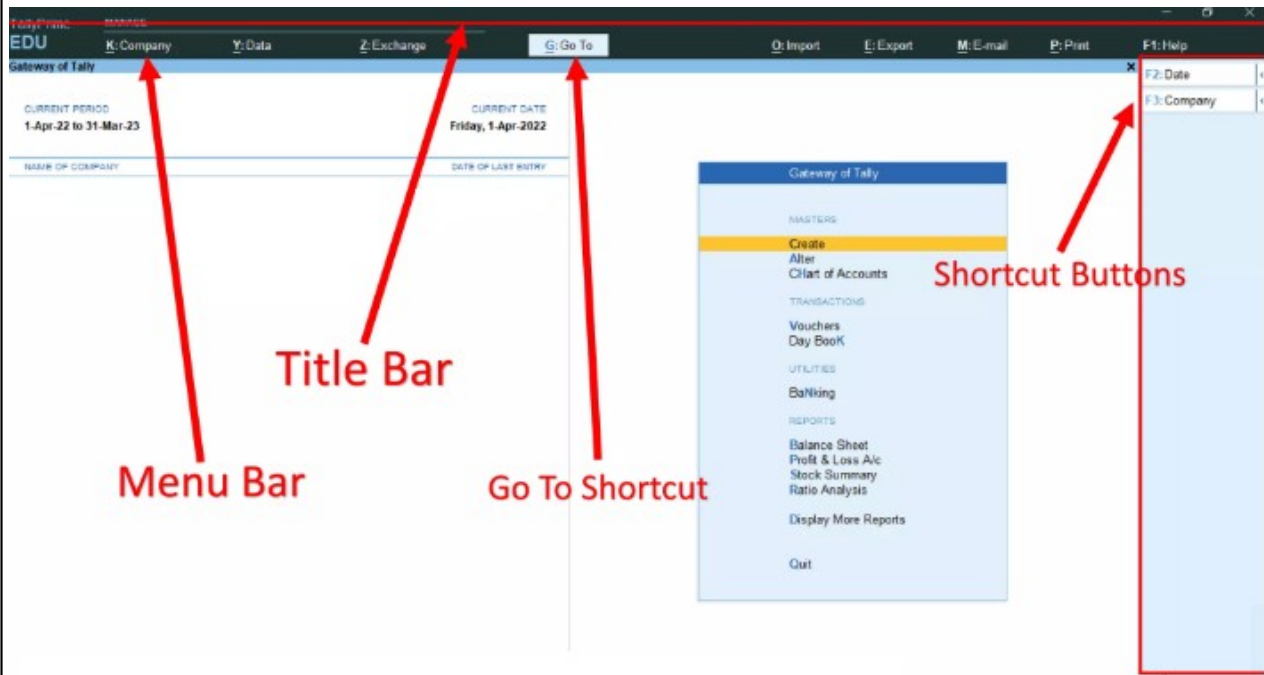 TallyPrime MANAGE
EDU K: Company Y: Data Z: Exchange G: Go To O: Import E: Export M: E-mail P: Print F1: Help
Gateway of Tally
F2: Date
F3: Company
CURRENT PERIOD CURRENT DATE
1-Apr-22 to 31-Mar-23 Friday, 1-Apr-2022
NAME OF COMPANY DATE OF LAST ENTRY
Gateway of Tally
MASTERS
Create
Alter
CHart of Accounts
TRANSACTIONS
Vouchers
Day BooK
UTILITIES
BaNking
REPORTS
Balance Sheet
Profit & Loss A/c
Stock Summary
Ratio Analysis
Display More Reports
Quit
Shortcut Buttons
Title Bar
Menu Bar
Go To Shortcut